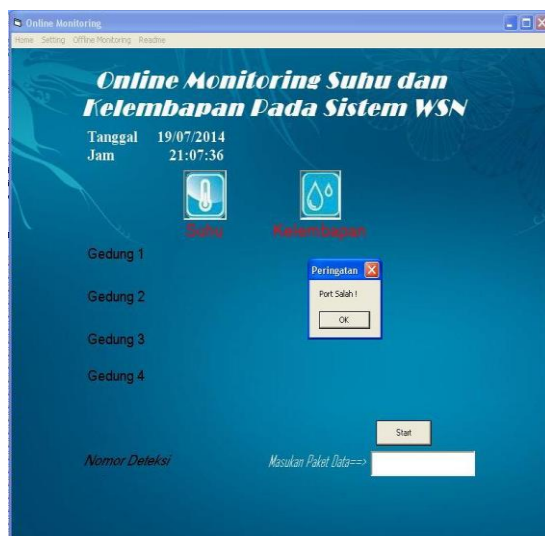 Online Monitoring
Home Setting Offline Monitoring Readme
Online Monitoring Suhu dan
Kelembapan Pada Sistem WSN
Tanggal 19/07/2014
Jam 21:07:36
Suhu Kelembapan
Gedung 1
Peringatan
Port Salah !
OK
Gedung 2
Gedung 3
Gedung 4
Start
Nomor Deteksi Masukan Paket Data==>